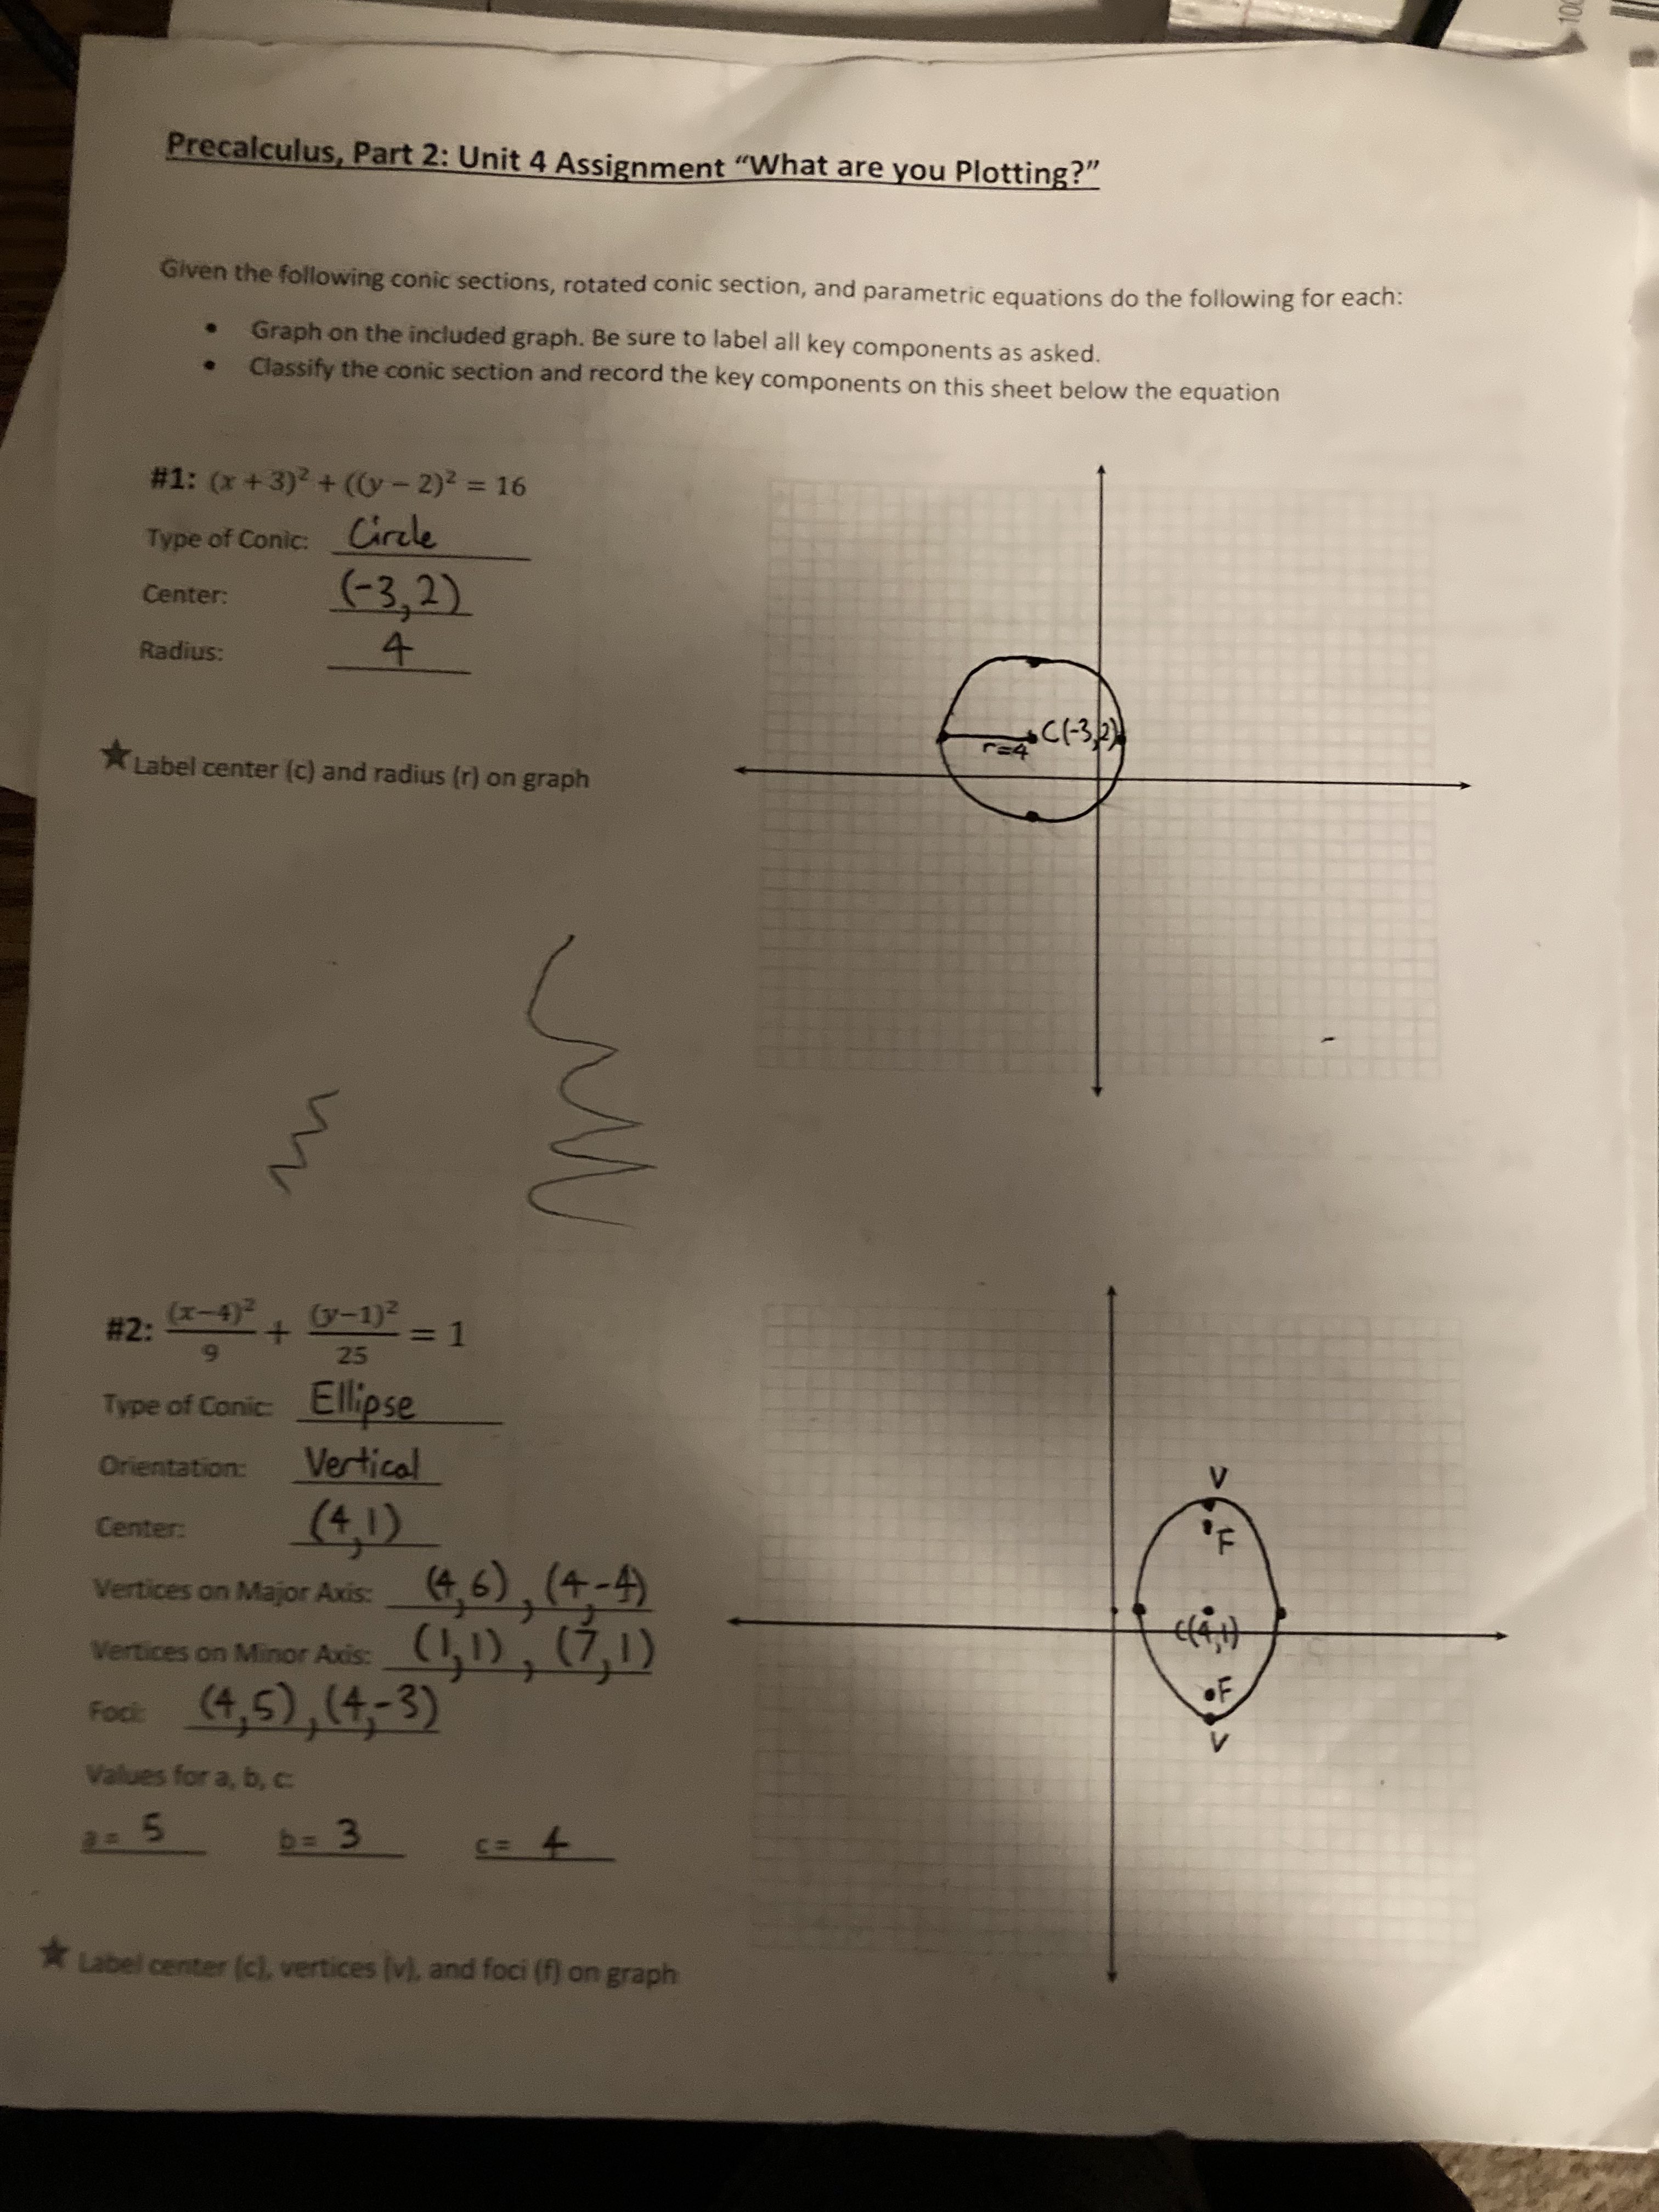 100
Precalculus, Part 2: Unit 4 Assignment “What are you Plotting?”
Given the following conic sections, rotated conic section, and parametric equations do the following for each:
• Graph on the included graph. Be sure to label all key components as asked.
• Classify the conic section and record the key components on this sheet below the equation
#1: (x + 3)² + ((y – 2)² = 16
Type of Conic: Circle
Center: (-3,2)
Radius: 4
C(-3,2)
r=4
★Label center (c) and radius (r) on graph
#2: (x−4)²/9 + (y−1)²/25 = 1
Type of Conic: Ellipse
Orientation: Vertical
Center: (4,1)
Vertices on Major Axis: (4,6), (4,-4)
Vertices on Minor Axis: (1,1), (7,1)
Foci: (4,5),(4,-3)
Values for a, b, c:
a= 5 b= 3 c= 4
V
F
C(4,1)
F
V
★ Label center (c), vertices (v), and foci (f) on graph